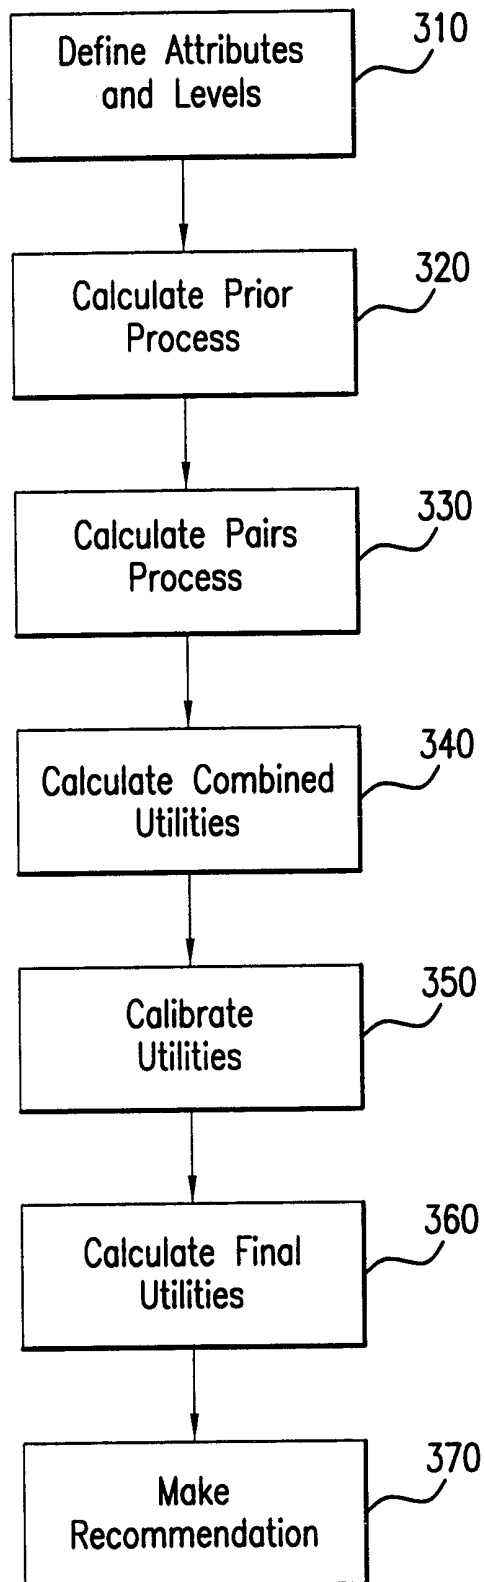 310
Define Attributes
and Levels
320
Calculate Prior
Process
330
Calculate Pairs
Process
340
Calculate Combined
Utilities
350
Calibrate
Utilities
360
Calculate Final
Utilities
370
Make
Recommendation